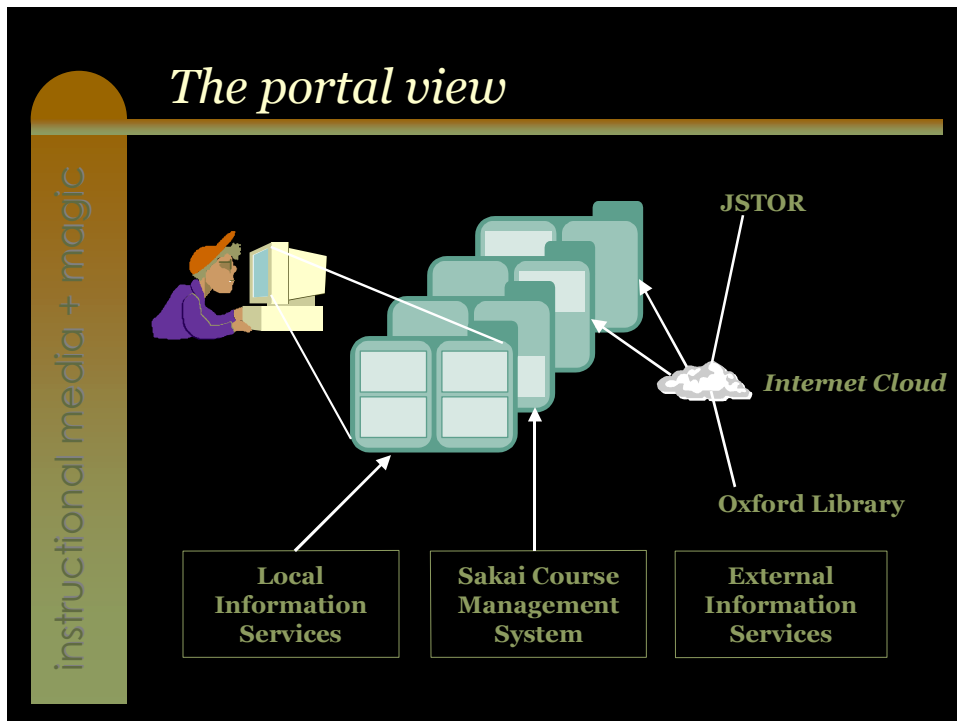 The portal view
instructional media + magic
JSTOR
Internet Cloud
Oxford Library
Local
Information
Services
Sakai Course
Management
System
External
Information
Services